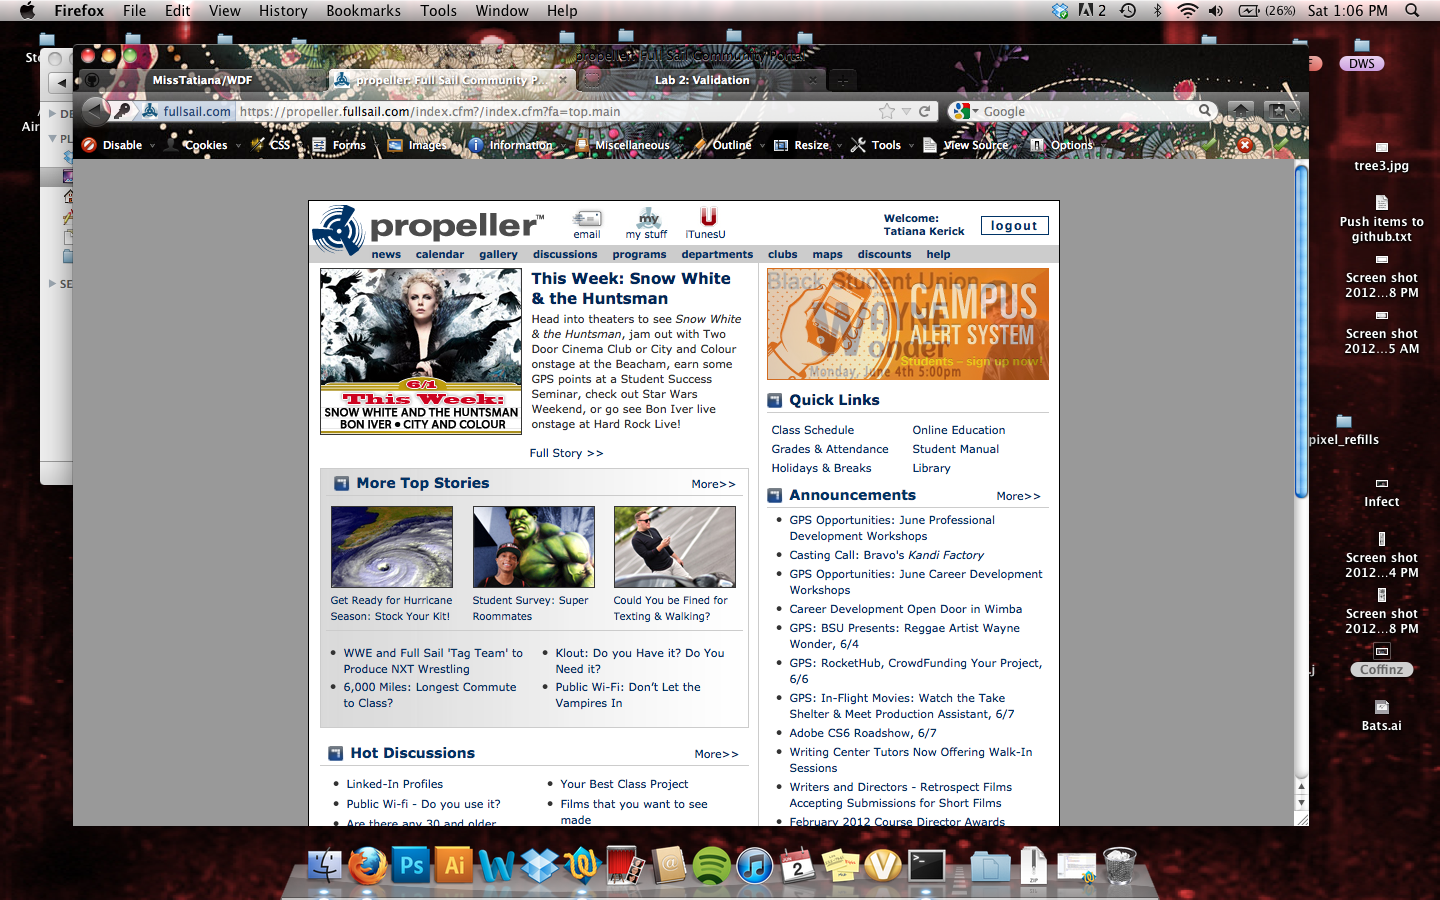 Firefox File Edit View History Bookmarks Tools Window Help
2 (26%) Sat 1:06 PM
propeller: Full Sail Community Portal
MissTatiana/WDF
propeller: Full Sail Community P...
Lab 2: Validation
fullsail.com https://propeller.fullsail.com/index.cfm?/index.cfm?fa=top.main
Google
Disable Cookies CSS Forms Images Information Miscellaneous Outline Resize Tools View Source Options
propeller™
email my stuff iTunesU
Welcome:
Tatiana Kerick
logout
news calendar gallery discussions programs departments clubs maps discounts help
6/1
This Week:
SNOW WHITE AND THE HUNTSMAN
BON IVER • CITY AND COLOUR
This Week: Snow White
& the Huntsman
Head into theaters to see Snow White
& the Huntsman, jam out with Two
Door Cinema Club or City and Colour
onstage at the Beacham, earn some
GPS points at a Student Success
Seminar, check out Star Wars
Weekend, or go see Bon Iver live
onstage at Hard Rock Live!
Full Story >>
More Top Stories
More>>
Get Ready for Hurricane
Season: Stock Your Kit!
Student Survey: Super
Roommates
Could You be Fined for
Texting & Walking?
WWE and Full Sail 'Tag Team' to
Produce NXT Wrestling
6,000 Miles: Longest Commute
to Class?
Klout: Do you Have it? Do You
Need it?
Public Wi-Fi: Don't Let the
Vampires In
Hot Discussions
More>>
Linked-In Profiles
Public Wi-fi - Do you use it?
Are there any 30 and older
Your Best Class Project
Films that you want to see
made
Black Student Union
WAYNE
Wonder
Monday, June 4th 5:00pm
CAMPUS
ALERT SYSTEM
Students – sign up now!
Quick Links
Class Schedule
Grades & Attendance
Holidays & Breaks
Online Education
Student Manual
Library
Announcements
More>>
GPS Opportunities: June Professional
Development Workshops
Casting Call: Bravo's Kandi Factory
GPS Opportunities: June Career Development
Workshops
Career Development Open Door in Wimba
GPS: BSU Presents: Reggae Artist Wayne
Wonder, 6/4
GPS: RocketHub, CrowdFunding Your Project,
6/6
GPS: In-Flight Movies: Watch the Take
Shelter & Meet Production Assistant, 6/7
Adobe CS6 Roadshow, 6/7
Writing Center Tutors Now Offering Walk-In
Sessions
Writers and Directors - Retrospect Films
Accepting Submissions for Short Films
February 2012 Course Director Awards
DWS
tree3.jpg
Push items to
github.txt
Screen shot
2012...8 PM
Screen shot
2012...5 AM
pixel_refills
Infect
Screen shot
2012...4 PM
Screen shot
2012...8 PM
Coffinz
Bats.ai
Ps Ai
JUN
2
ZIP